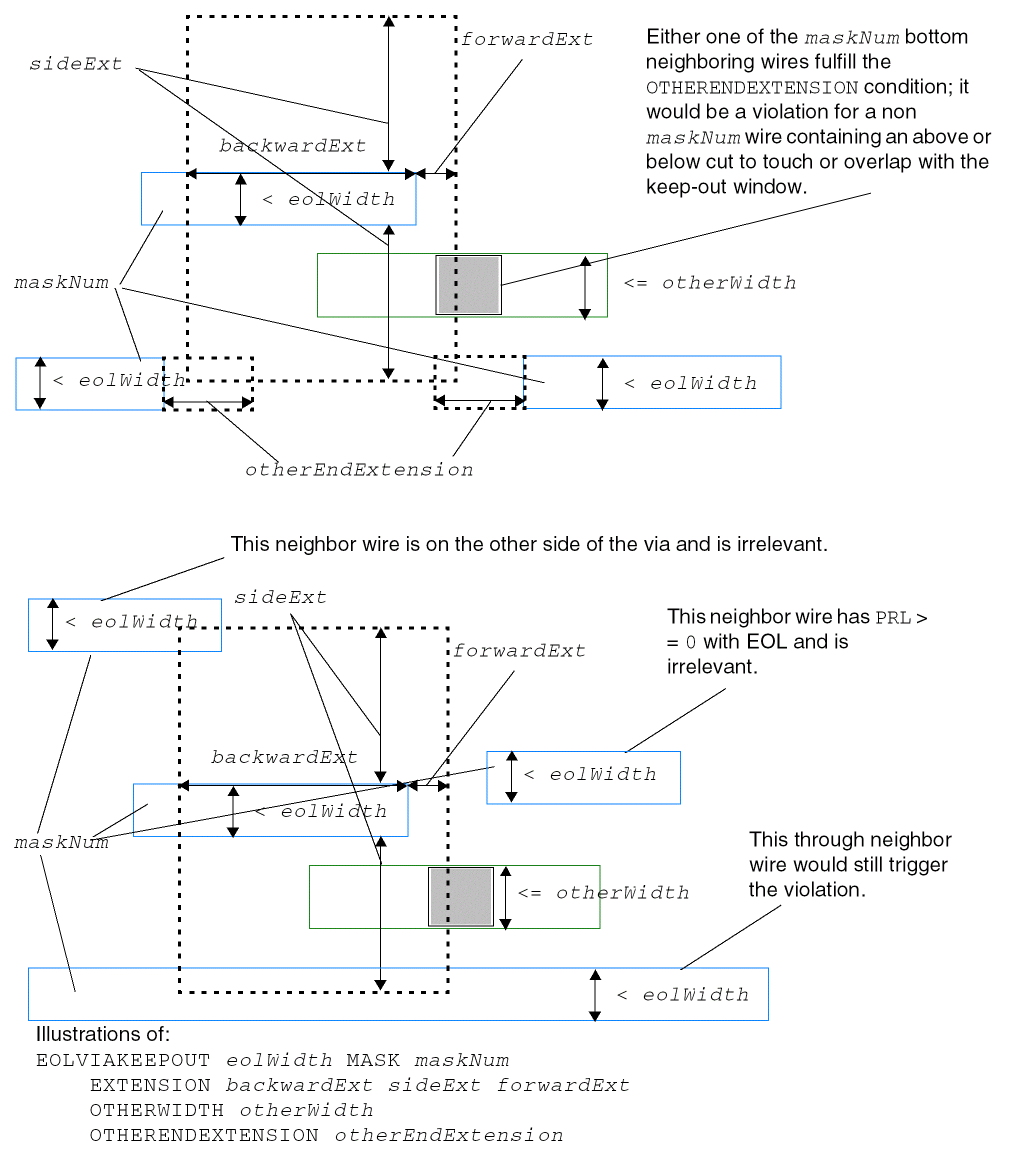 forwardExt
sideExt
Either one of the maskNum bottom
neighboring wires fulfill the
OTHERENDEXTENSION condition; it
would be a violation for a non
maskNum wire containing an above or
below cut to touch or overlap with the
keep-out window.
backwardExt
< eolWidth
maskNum
<= otherWidth
< eolWidth
< eolWidth
otherEndExtension
This neighbor wire is on the other side of the via and is irrelevant.
sideExt
< eolWidth
This neighbor wire has PRL >
= 0 with EOL and is
irrelevant.
forwardExt
backwardExt
< eolWidth
< eolWidth
maskNum
This through neighbor
wire would still trigger
the violation.
<= otherWidth
< eolWidth
Illustrations of:
EOLVIAKEEPOUT eolWidth MASK maskNum
EXTENSION backwardExt sideExt forwardExt
OTHERWIDTH otherWidth
OTHERENDEXTENSION otherEndExtension